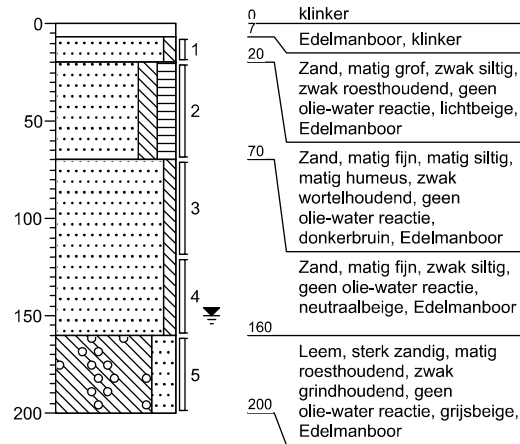 0
50
100
150
200
1
2
3
4
5
0 klinker
7 Edelmanboor, klinker
20 Zand, matig grof, zwak siltig,
zwak roesthoudend, geen
olie-water reactie, lichtbeige,
Edelmanboor
70 Zand, matig fijn, matig siltig,
matig humeus, zwak
wortelhoudend, geen
olie-water reactie,
donkerbruin, Edelmanboor
Zand, matig fijn, zwak siltig,
geen olie-water reactie,
neutraalbeige, Edelmanboor
160
Leem, sterk zandig, matig
roesthoudend, zwak
grindhoudend, geen
200 olie-water reactie, grijsbeige,
Edelmanboor